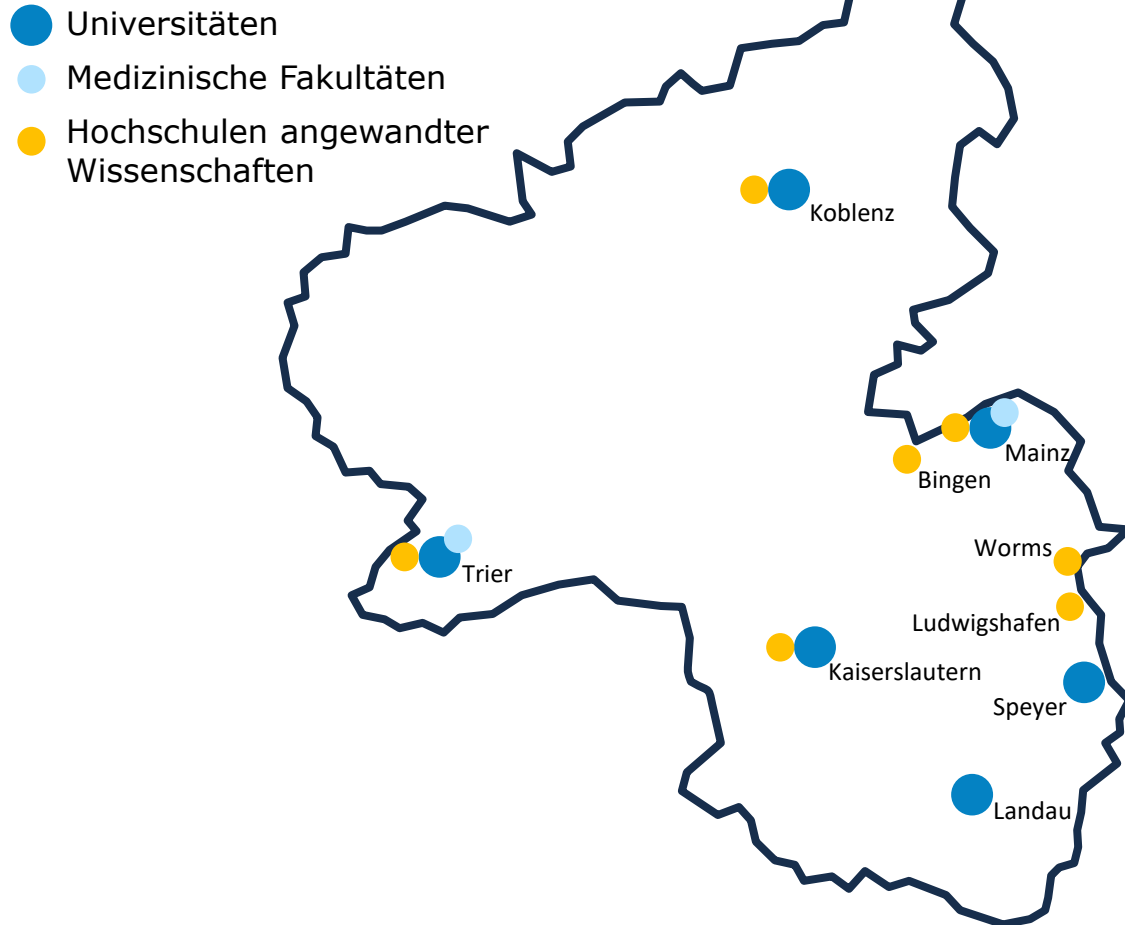 Universitäten
Medizinische Fakultäten
Hochschulen angewandter
Wissenschaften
Koblenz
Mainz
Bingen
Worms
Trier
Ludwigshafen
Kaiserslautern
Speyer
Landau